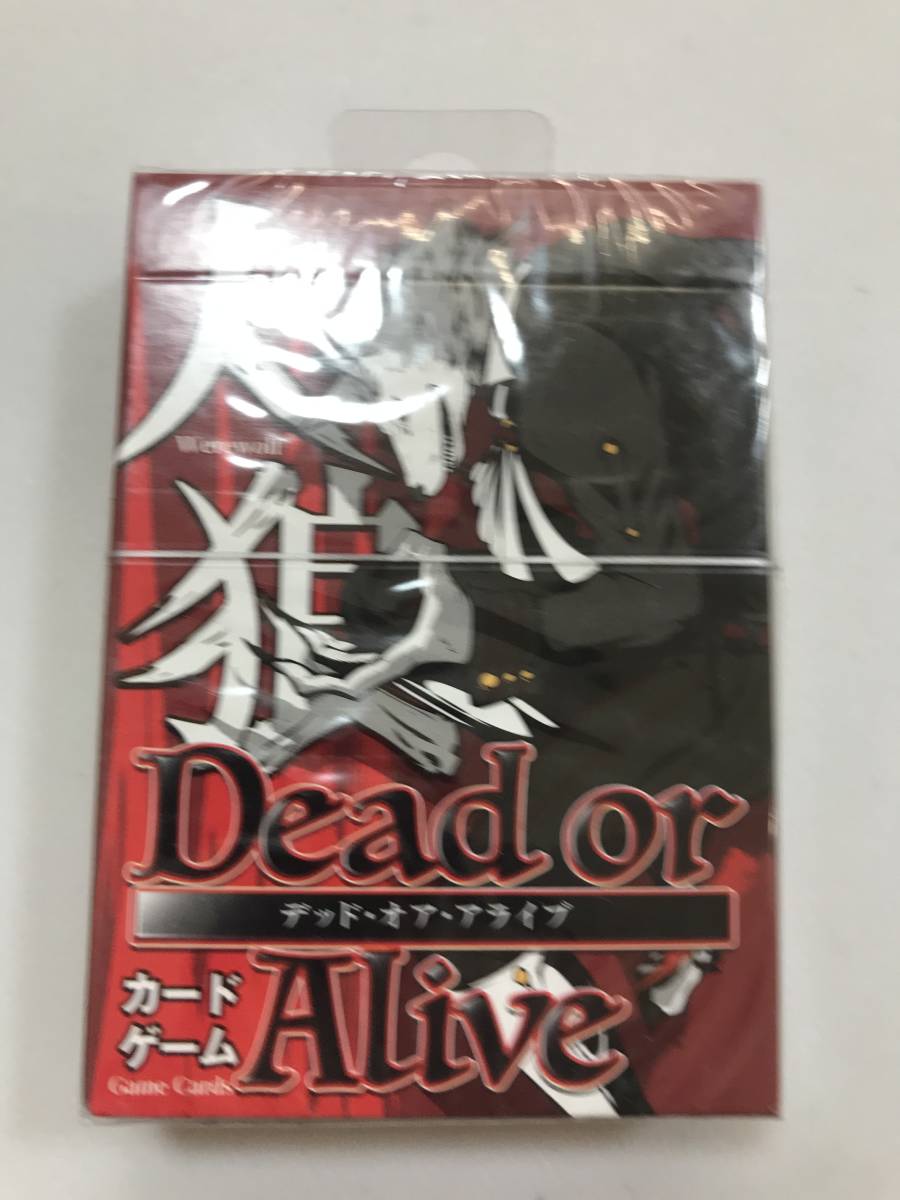 人狼
Werewolf
Dead or
デッド・オア・アライブ
Alive
カード
ゲーム
Game Cards